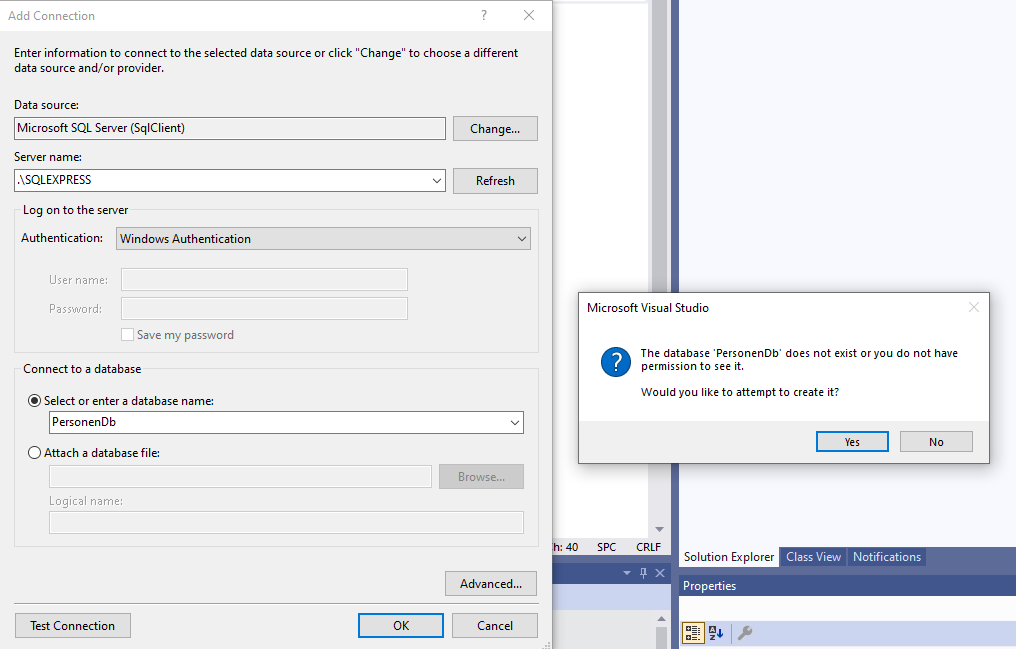 Add Connection
?
Enter information to connect to the selected data source or click "Change" to choose a different
data source and/or provider.
Data source:
Microsoft SQL Server (SqlClient)
Change...
Server name:
.\SQLEXPRESS
Refresh
Log on to the server
Authentication:
Windows Authentication
User name:
Password:
Save my password
Connect to a database
Select or enter a database name:
PersonenDb
Attach a database file:
Browse...
Logical name:
Advanced...
Test Connection
OK
Cancel
Microsoft Visual Studio
?
The database 'PersonenDb' does not exist or you do not have
permission to see it.
Would you like to attempt to create it?
Yes
No
h: 40
SPC
CRLF
Solution Explorer
Class View
Notifications
Properties